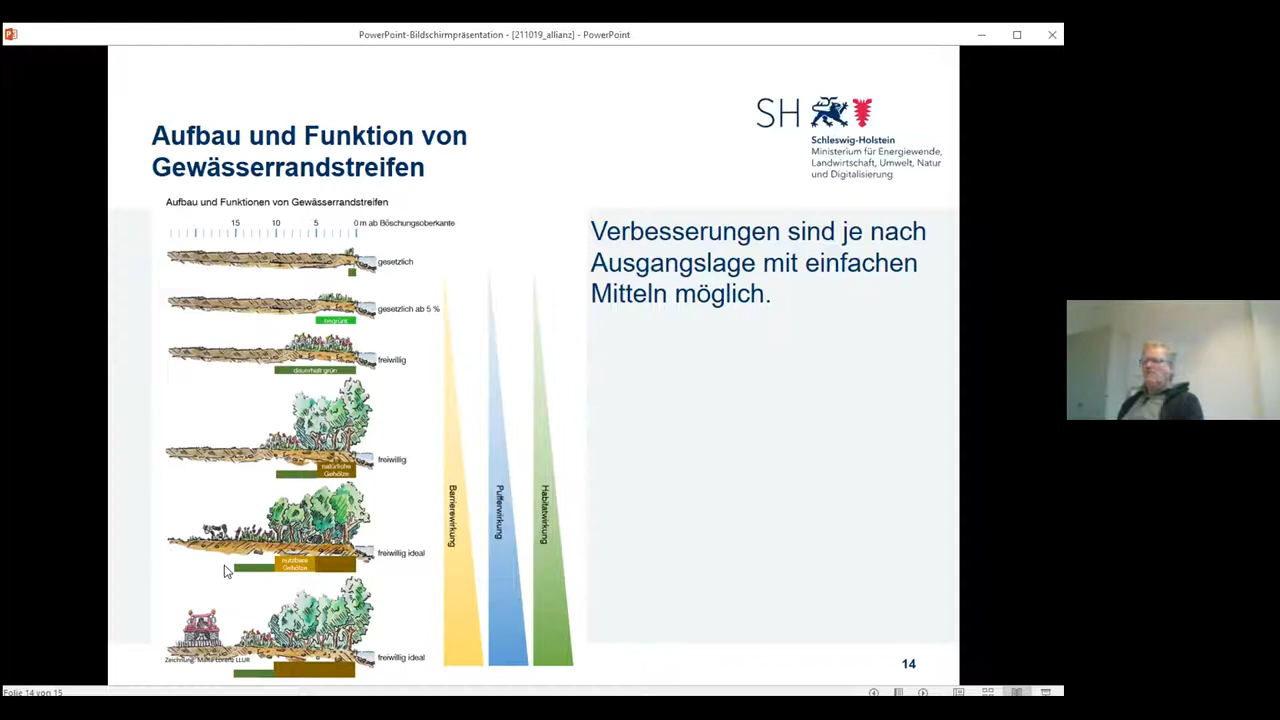 PowerPoint-Bildschirmpräsentation - [211019_allianz] - PowerPoint
SH
Schleswig-Holstein
Ministerium für Energiewende,
Landwirtschaft, Umwelt, Natur
und Digitalisierung
Aufbau und Funktion von
Gewässerrandstreifen
Aufbau und Funktionen von Gewässerrandstreifen
15 10 5 0 m ab Böschungsoberkante
gesetzlich
gesetzlich ab 5 %
begrünt
freiwillig
dauerhaft grün
freiwillig
natürliche
Gehölze
freiwillig ideal
nutzbare
Gehölze
freiwillig ideal
Zeichnung: Malta Lorenz LLUR
Barrierewirkung
Pufferwirkung
Habitatwirkung
Verbesserungen sind je nach
Ausgangslage mit einfachen
Mitteln möglich.
14
Folie 14 von 15